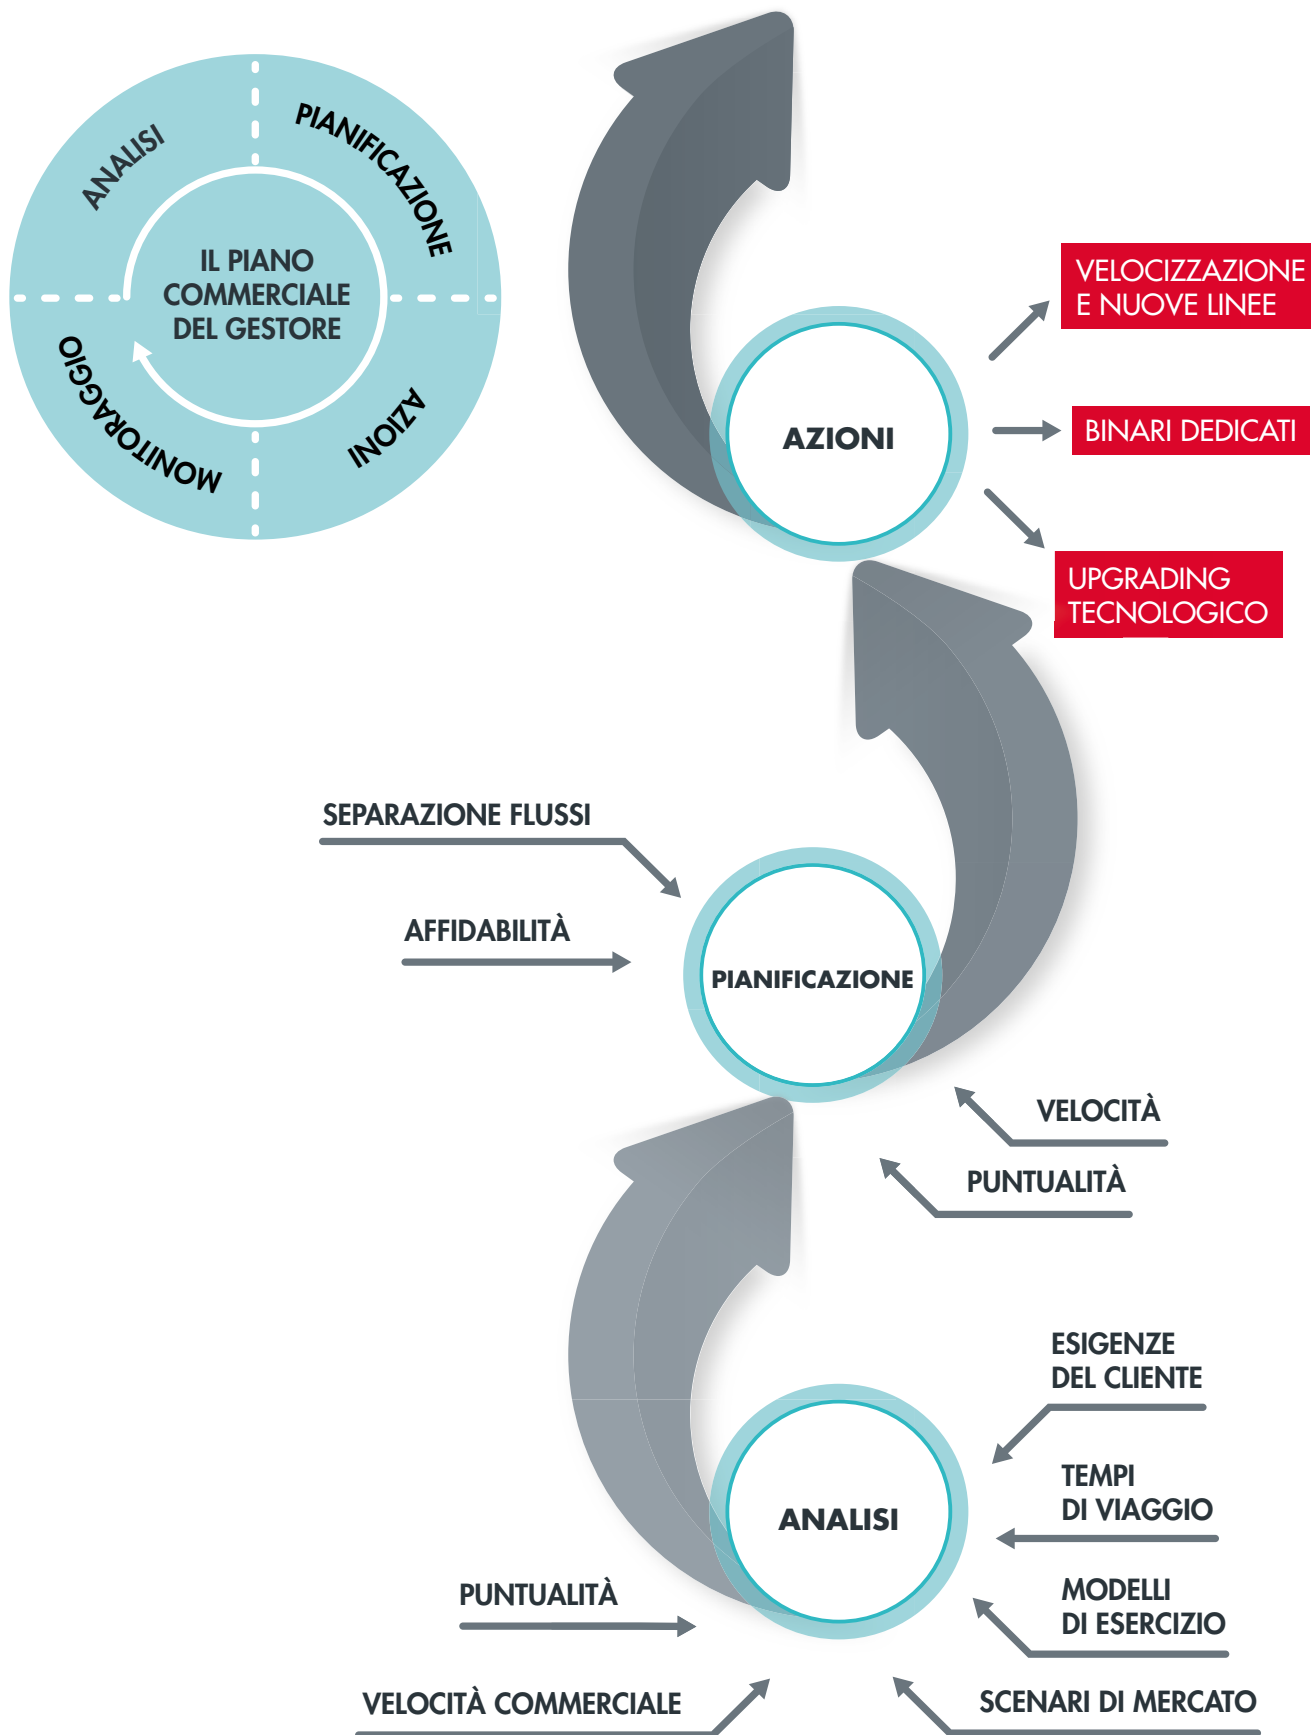 ANALISI
PIANIFICAZIONE
IL PIANO
COMMERCIALE
DEL GESTORE
MONITORAGGIO
AZIONI
VELOCIZZAZIONE
E NUOVE LINEE
AZIONI
BINARI DEDICATI
UPGRADING
TECNOLOGICO
SEPARAZIONE FLUSSI
AFFIDABILITÀ
PIANIFICAZIONE
VELOCITÀ
PUNTUALITÀ
ESIGENZE
DEL CLIENTE
TEMPI
DI VIAGGIO
ANALISI
PUNTUALITÀ
MODELLI
DI ESERCIZIO
VELOCITÀ COMMERCIALE
SCENARI DI MERCATO